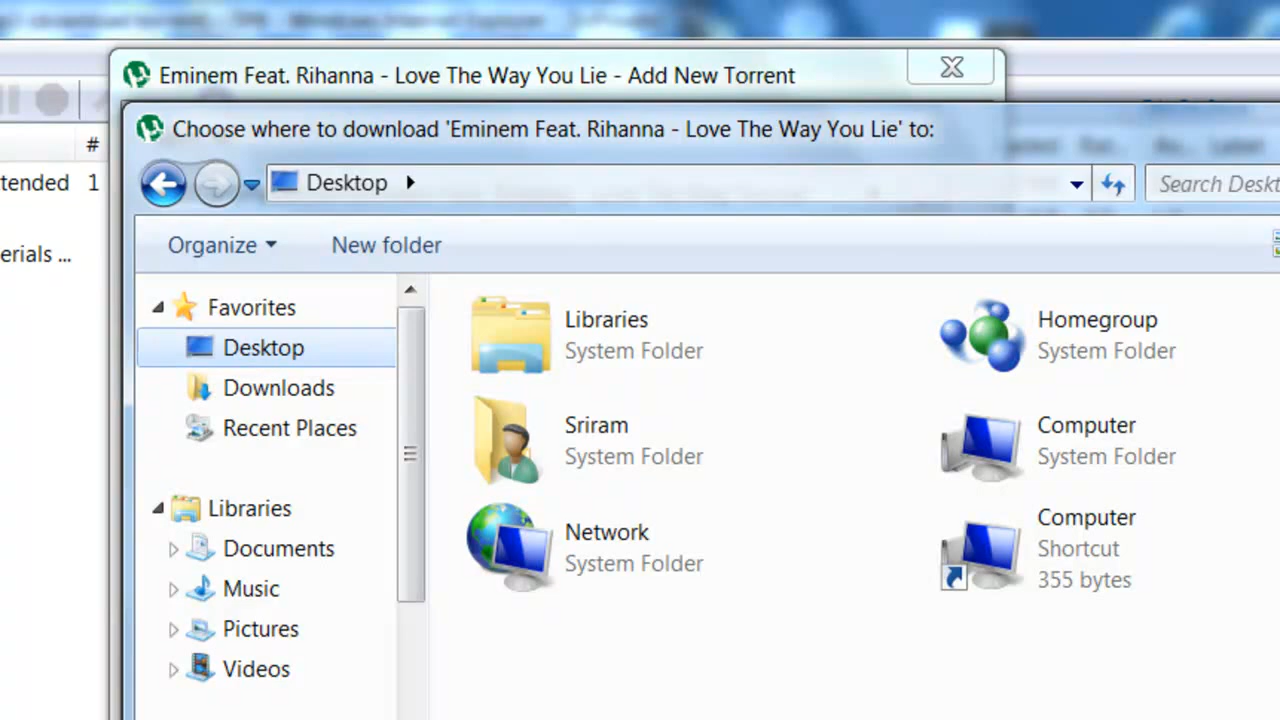 Eminem Feat. Rihanna - Love The Way You Lie - Add New Torrent
Choose where to download 'Eminem Feat. Rihanna - Love The Way You Lie' to:
#
tended 1
erials ...
Desktop
Search Deskt
Organize
New folder
Favorites
Desktop
Downloads
Recent Places
Libraries
Documents
Music
Pictures
Videos
Libraries
System Folder
Homegroup
System Folder
Sriram
System Folder
Computer
System Folder
Network
System Folder
Computer
Shortcut
355 bytes